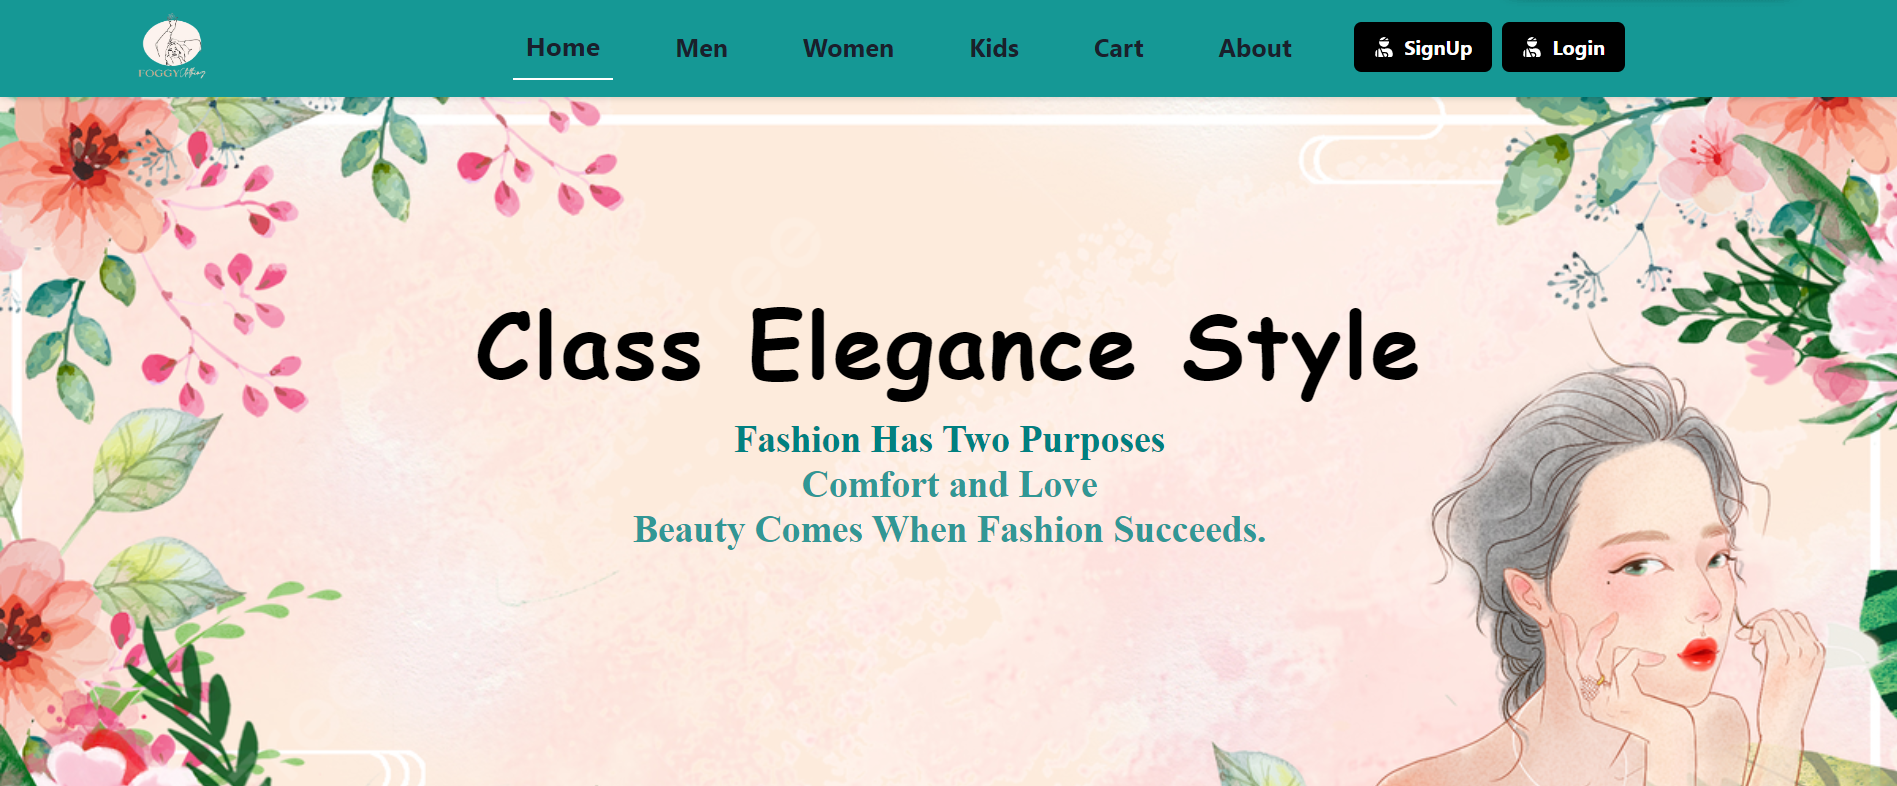 FOGGY Clothing
Home
Men
Women
Kids
Cart
About
SignUp
Login
Class Elegance Style
Fashion Has Two Purposes
Comfort and Love
Beauty Comes When Fashion Succeeds.